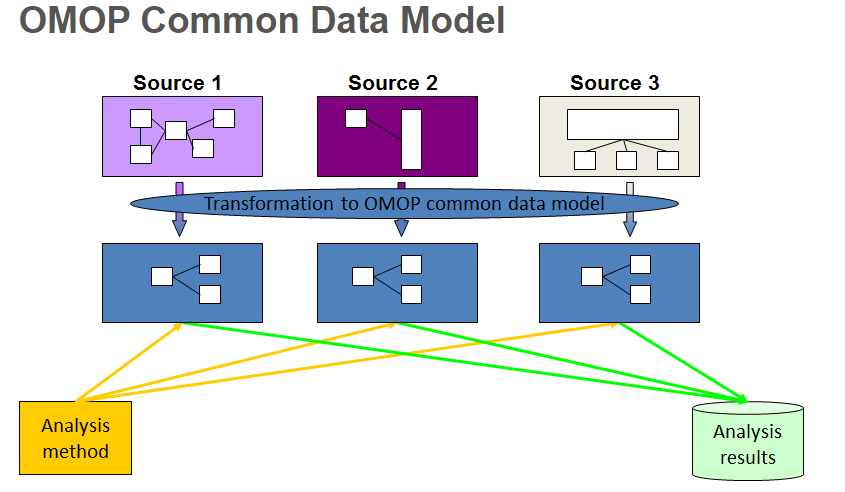 OMOP Common Data Model
Source 1
Source 2
Source 3
Transformation to OMOP common data model
Analysis
method
Analysis
results